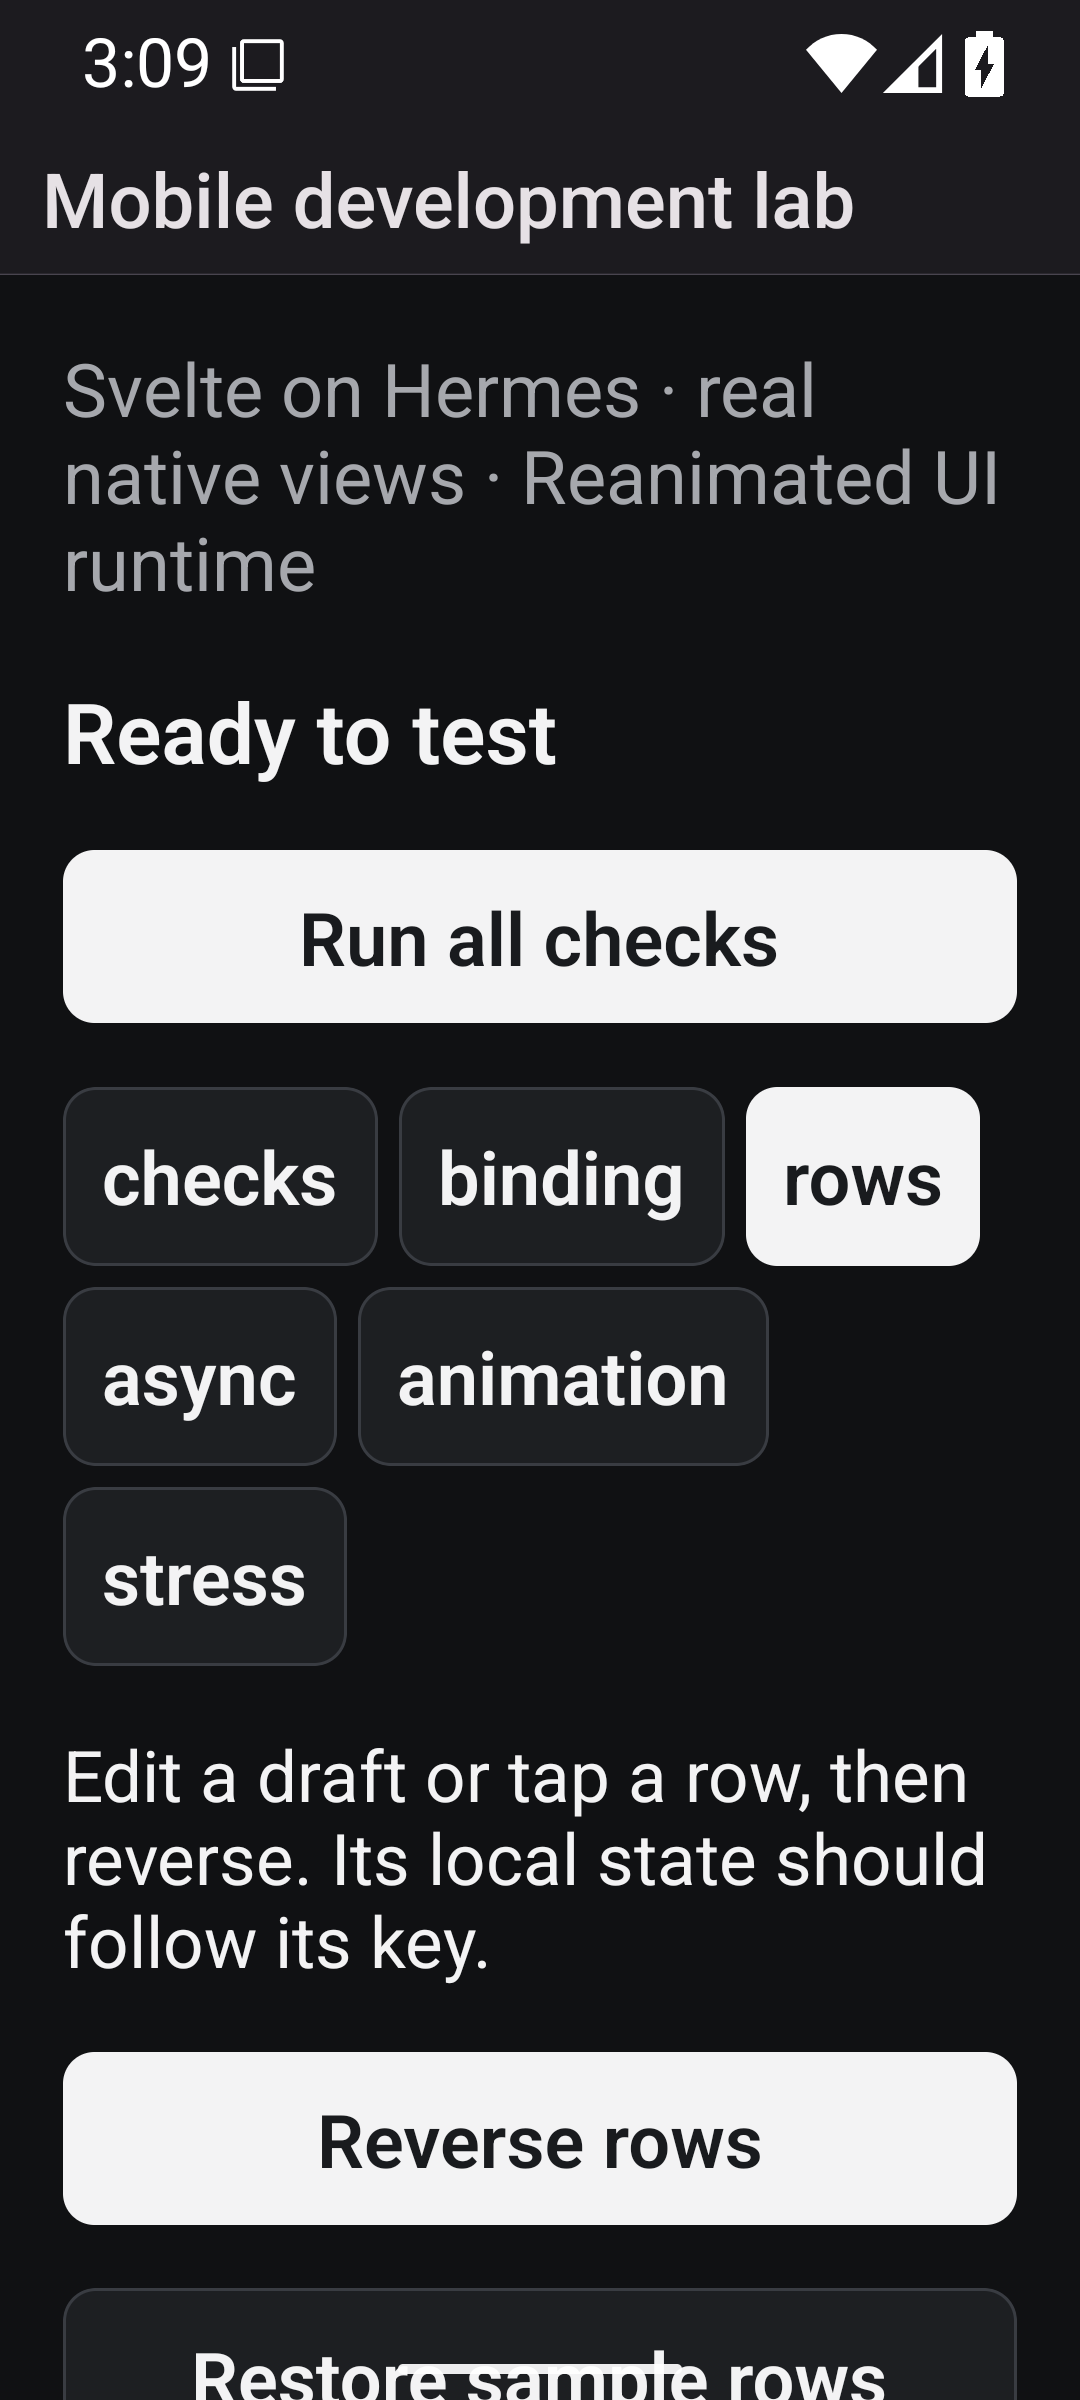 3:09
Mobile development lab
Svelte on Hermes · real
native views · Reanimated UI
runtime
Ready to test
Run all checks
checks
binding
rows
async
animation
stress
Edit a draft or tap a row, then
reverse. Its local state should
follow its key.
Reverse rows
Restore sample rows